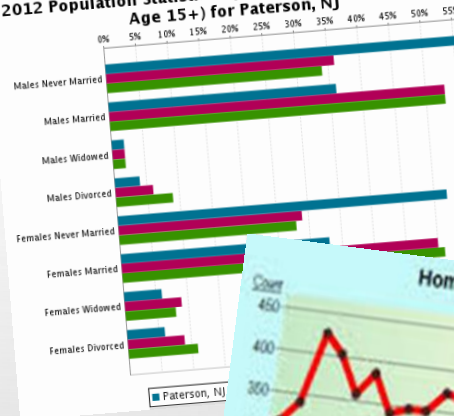 2012 Population
Age 15+) for Paterson, NJ
0% 5% 10% 15% 20% 25% 30% 35% 40% 45% 50% 55%
Males Never Married
Males Married
Males Widowed
Males Divorced
Females Never Married
Females Married
Females Widowed
Females Divorced
Paterson, NJ
Hom
Count
450
400
350